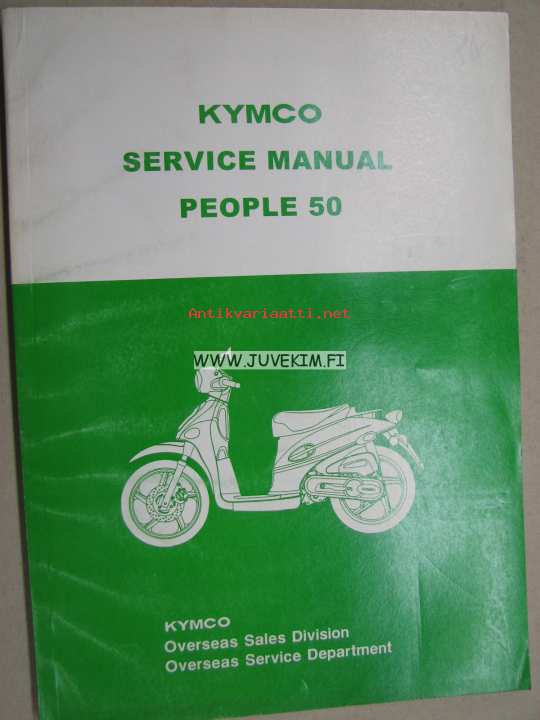 KYMCO
SERVICE MANUAL
PEOPLE 50
Antikvariaatti.net
WWW.JUVEKIM.FI
KYMCO
Overseas Sales Division
Overseas Service Department